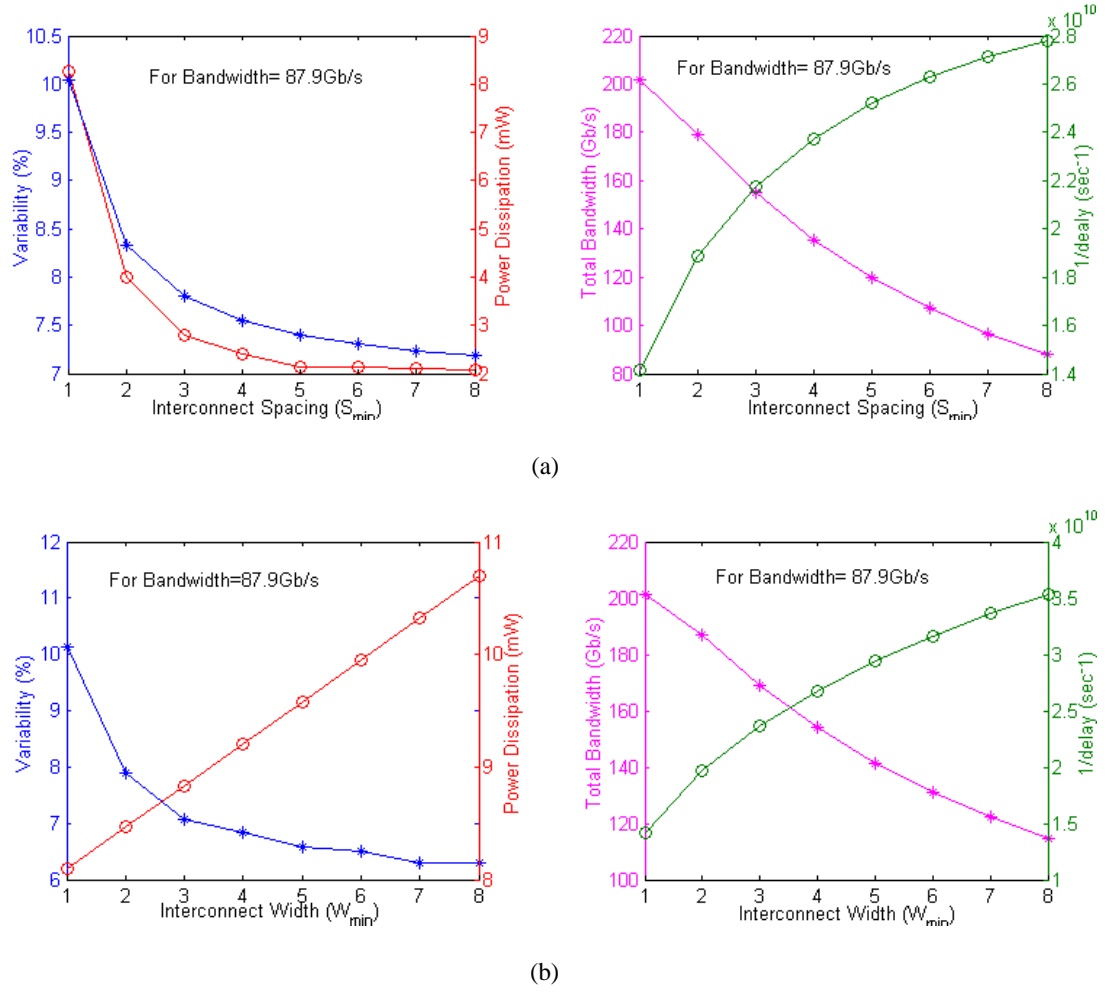 10.5
10
9.5
9
8.5
8
7.5
7
Variability (%)
For Bandwidth= 87.9Gb/s
9
8
7
6
5
4
3
2
Power Dissipation (mW)
1 2 3 4 5 6 7 8
Interconnect Spacing (Smin)
220
200
180
160
140
120
100
80
Total Bandwidth (Gb/s)
For Bandwidth= 87.9Gb/s
x 10^10
2.8
2.6
2.4
2.2
2
1.8
1.6
1.4
1/dealy (sec-1)
1 2 3 4 5 6 7 8
Interconnect Spacing (Smin)
(a)
12
11
10
9
8
7
6
Variability (%)
For Bandwidth=87.9Gb/s
11
10
9
8
Power Dissipation (mW)
1 2 3 4 5 6 7 8
Interconnect Width (Wmin)
220
200
180
160
140
120
100
Total Bandwidth (Gb/s)
For Bandwidth= 87.9Gb/s
x 10^10
4
3.5
3
2.5
2
1.5
1
1/delay (sec-1)
1 2 3 4 5 6 7 8
Interconnect Width (Wmin)
(b)